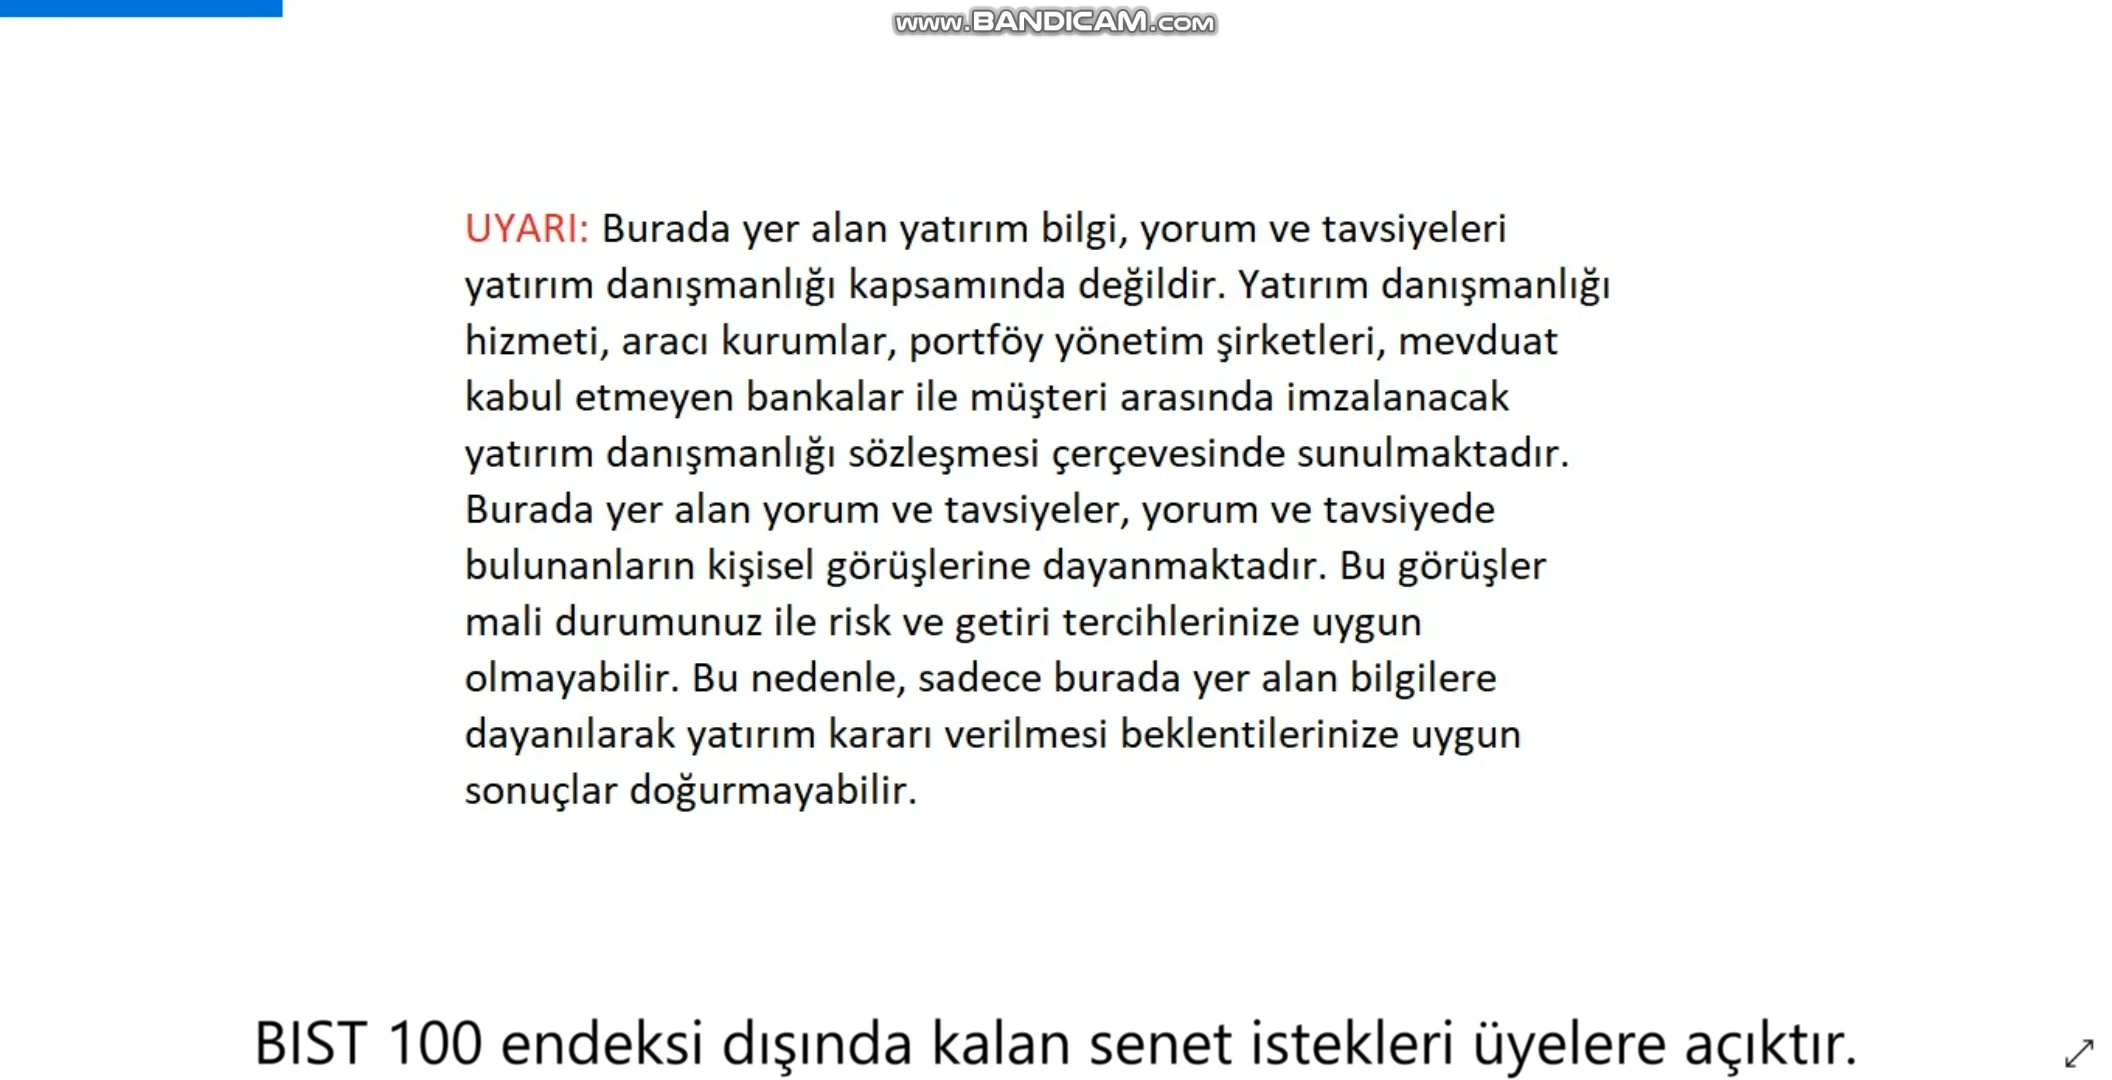 www.BANDICAM.com
UYARI: Burada yer alan yatırım bilgi, yorum ve tavsiyeleri
yatırım danışmanlığı kapsamında değildir. Yatırım danışmanlığı
hizmeti, aracı kurumlar, portföy yönetim şirketleri, mevduat
kabul etmeyen bankalar ile müşteri arasında imzalanacak
yatırım danışmanlığı sözleşmesi çerçevesinde sunulmaktadır.
Burada yer alan yorum ve tavsiyeler, yorum ve tavsiyede
bulunanların kişisel görüşlerine dayanmaktadır. Bu görüşler
mali durumunuz ile risk ve getiri tercihlerinize uygun
olmayabilir. Bu nedenle, sadece burada yer alan bilgilere
dayanılarak yatırım kararı verilmesi beklentilerinize uygun
sonuçlar doğurmayabilir.
BIST 100 endeksi dışında kalan senet istekleri üyelere açıktır.